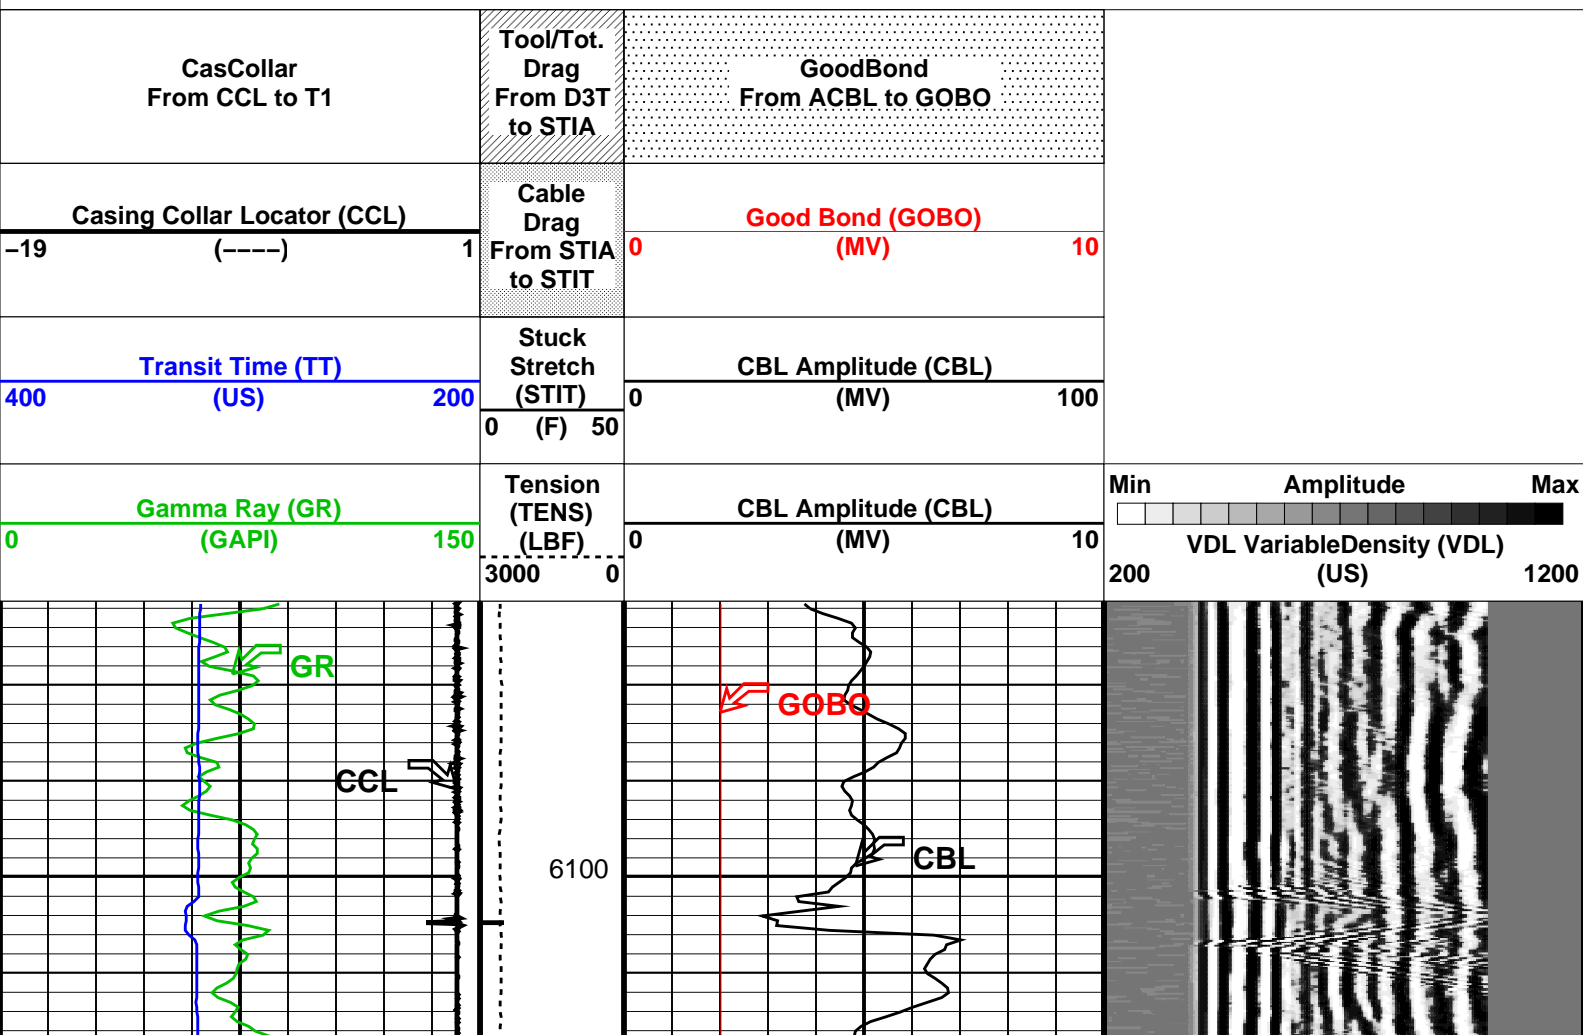 CasCollar
From CCL to T1
Tool/Tot.
Drag
From D3T
to STIA
GoodBond
From ACBL to GOBO
Casing Collar Locator (CCL)
−19 (−−−−) 1
Cable
Drag
From STIA
to STIT
Good Bond (GOBO)
0 (MV) 10
Transit Time (TT)
400 (US) 200
Stuck
Stretch
(STIT)
0 (F) 50
CBL Amplitude (CBL)
0 (MV) 100
Gamma Ray (GR)
0 (GAPI) 150
Tension
(TENS)
(LBF)
3000 0
CBL Amplitude (CBL)
0 (MV) 10
Min Amplitude Max
VDL VariableDensity (VDL)
200 (US) 1200
GR
GOBO
CCL
CBL
6100